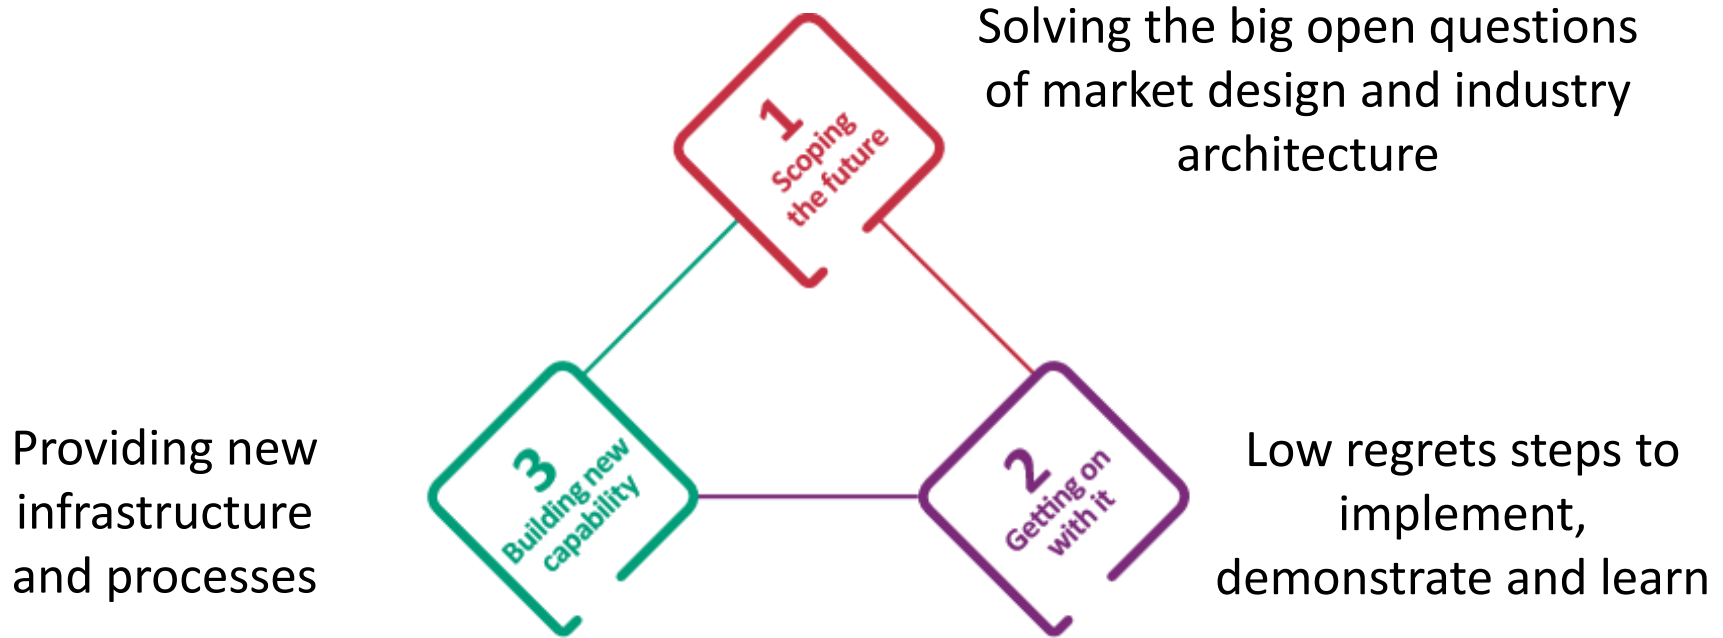 Solving the big open questions
of market design and industry
architecture
1
Scoping
the future
2
Getting on
with it
Low regrets steps to
implement,
demonstrate and learn
3
Building new
capability
Providing new
infrastructure
and processes